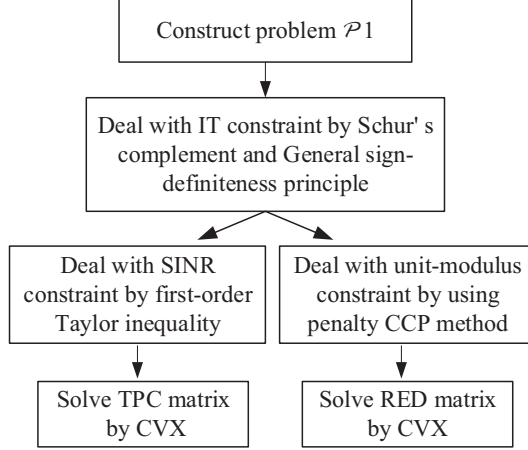 Construct problem 𝒫1
Deal with IT constraint by Schur' s
complement and General sign-
definiteness principle
Deal with SINR
constraint by first-order
Taylor inequality
Deal with unit-modulus
constraint by using
penalty CCP method
Solve TPC matrix
by CVX
Solve RED matrix
by CVX